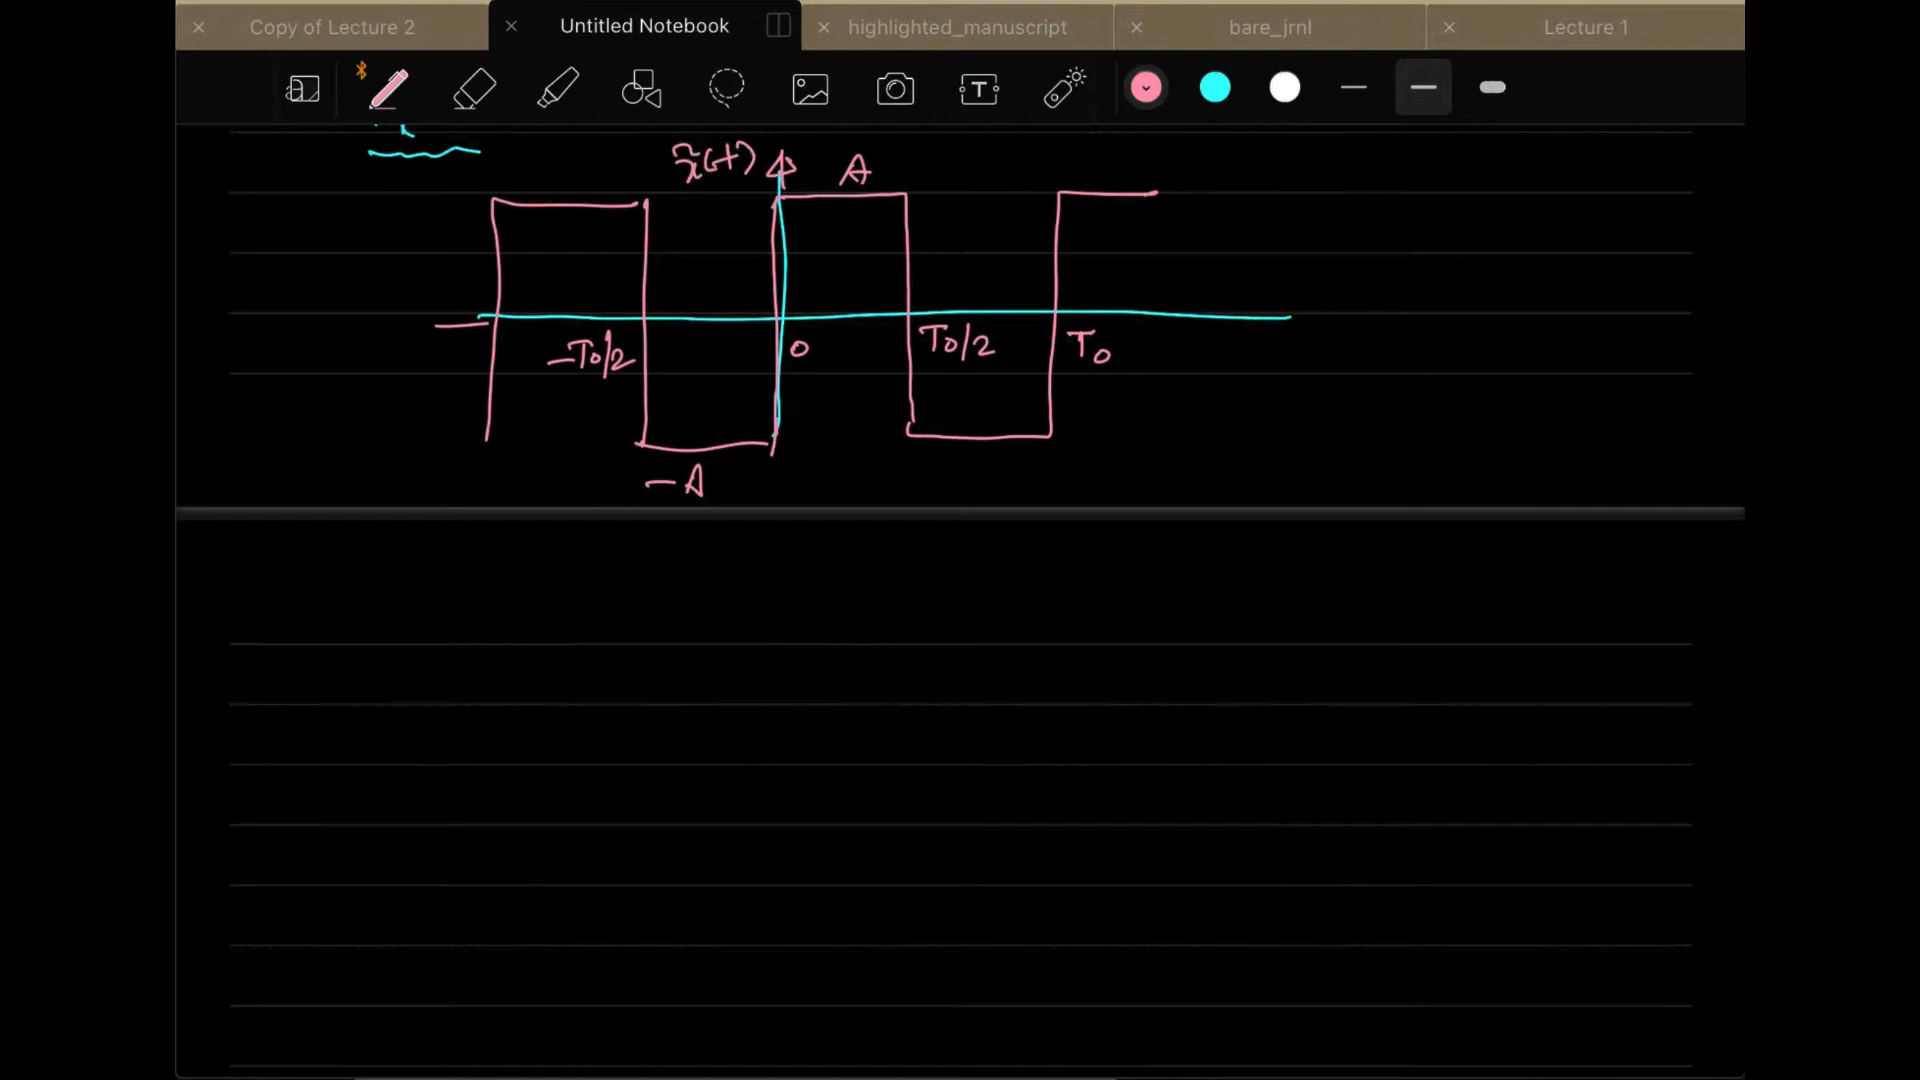 Copy of Lecture 2
Untitled Notebook
highlighted_manuscript
bare_jrnl
Lecture 1
x̃(t)
A
-T0/2
0
T0/2
T0
-A